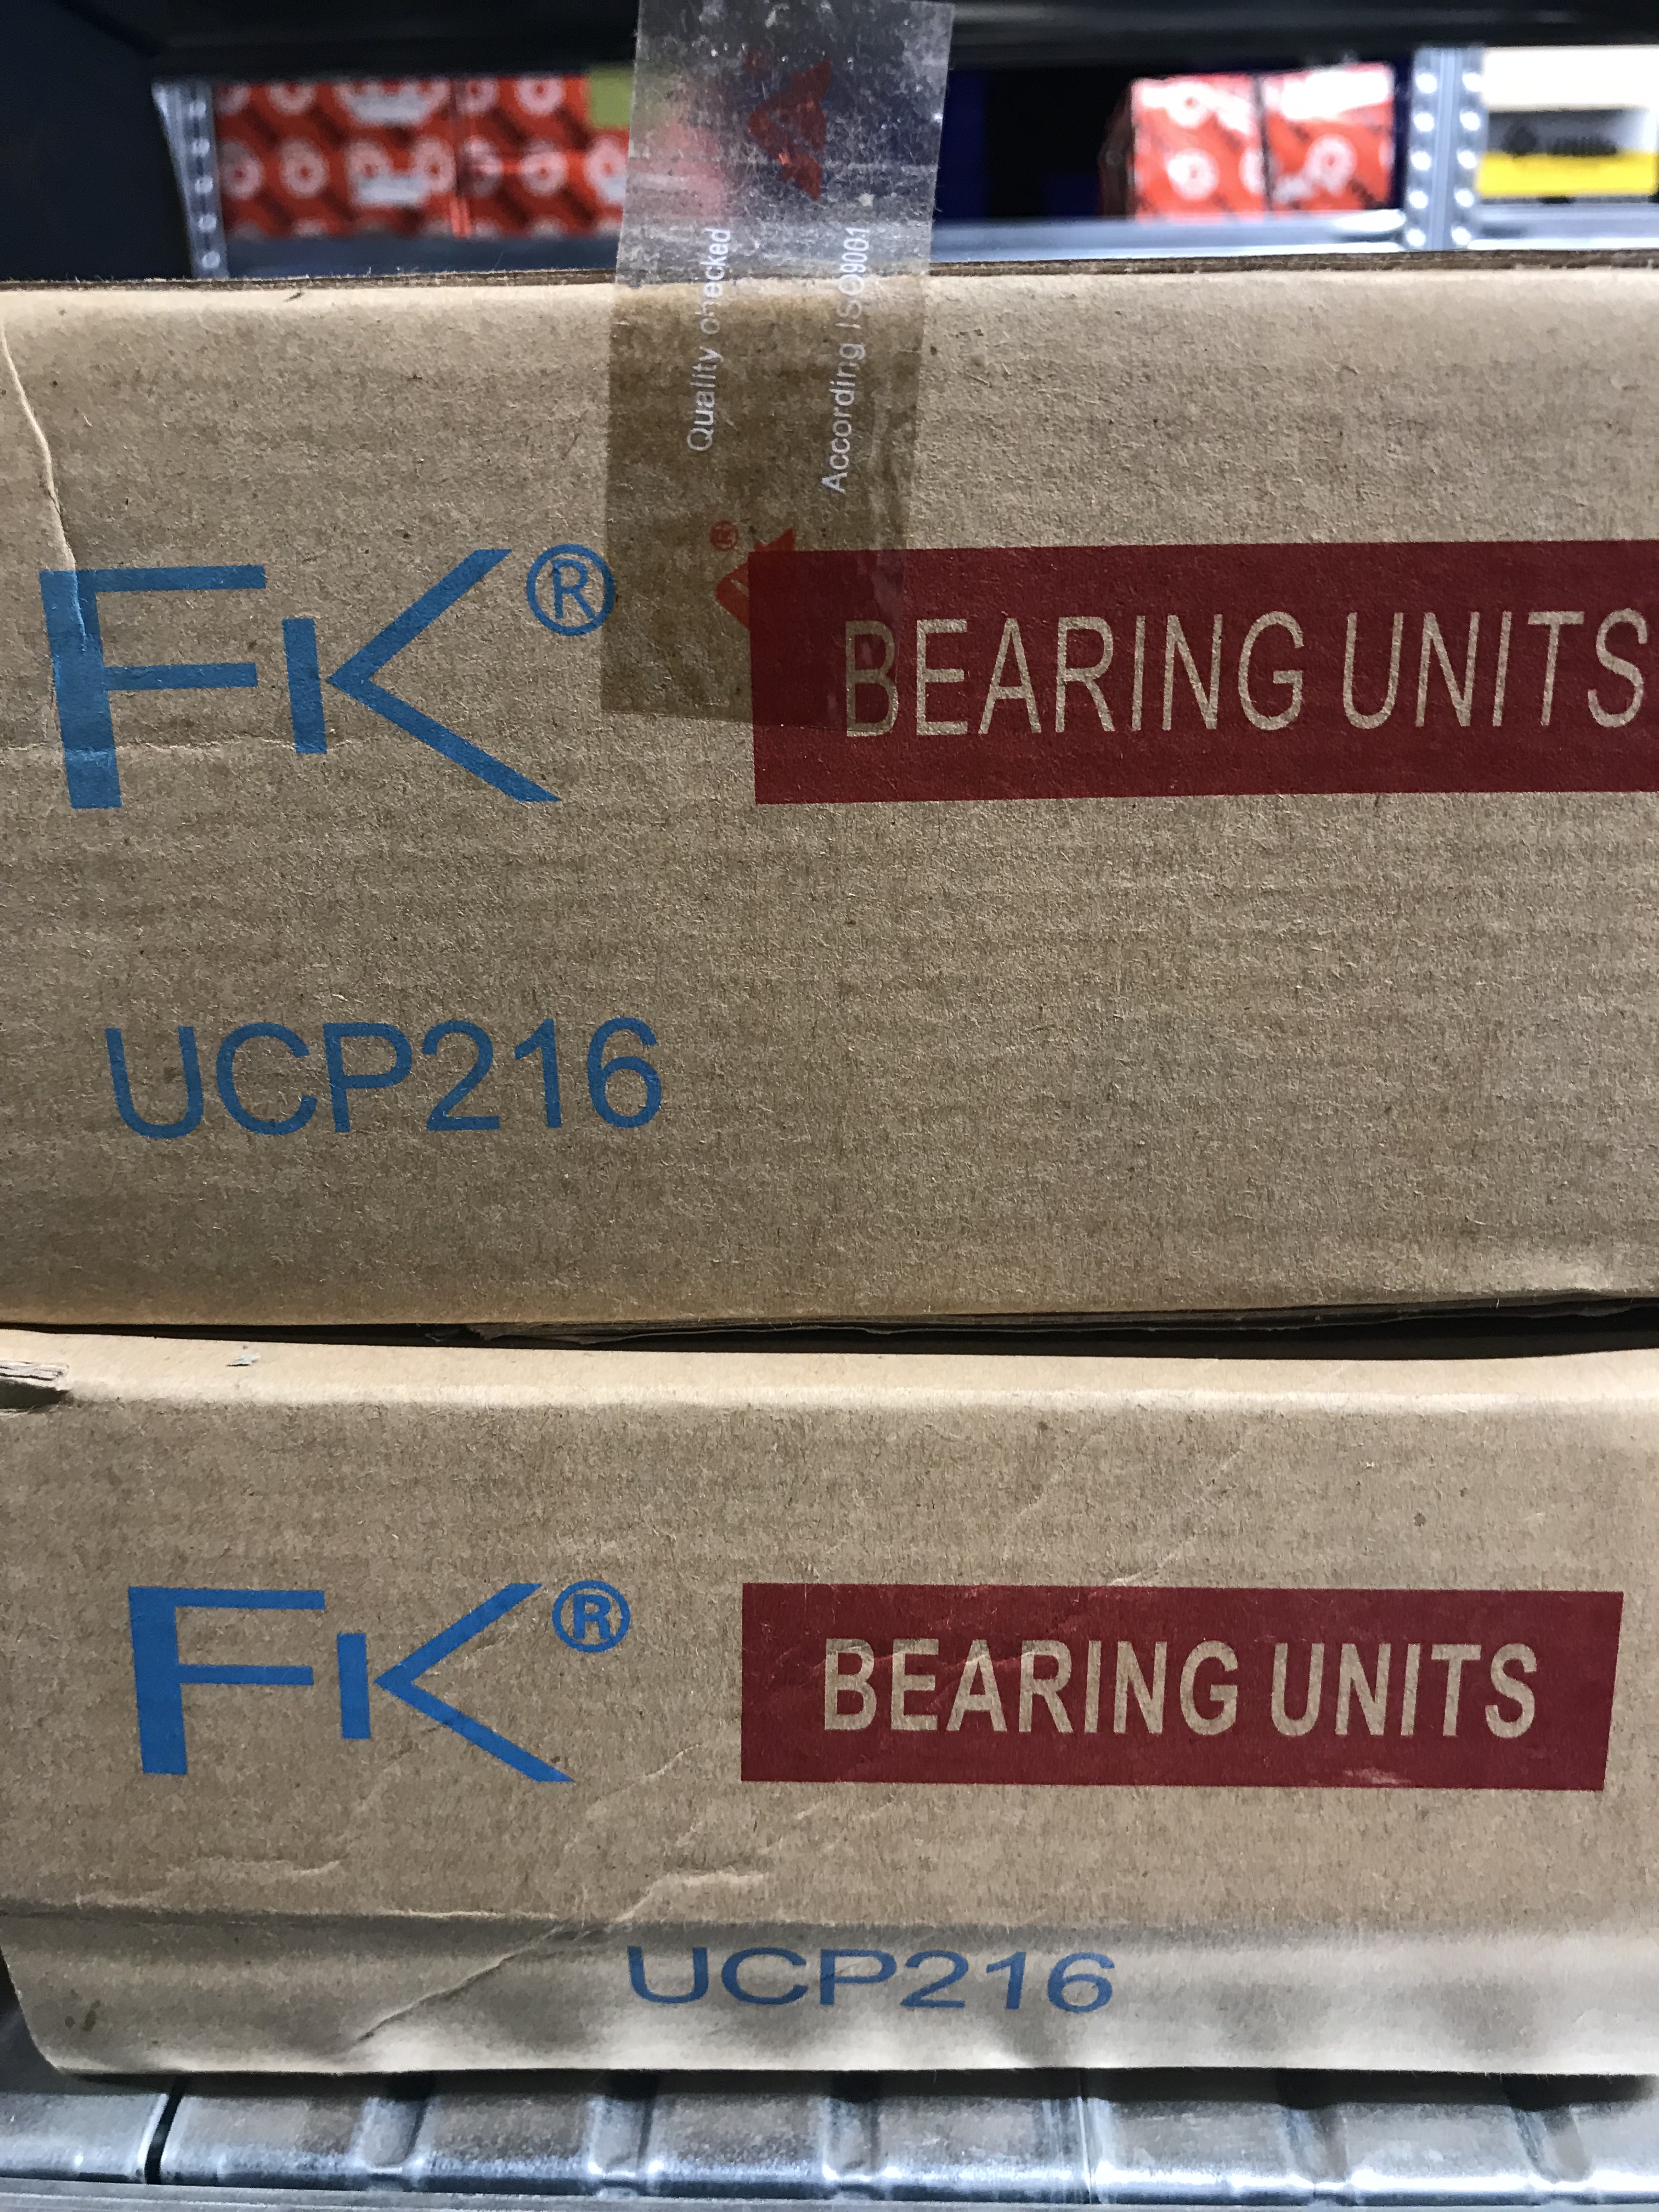 Quality checked
According ISO9001
®
FK® BEARING UNITS
UCP216
FK® BEARING UNITS
UCP216